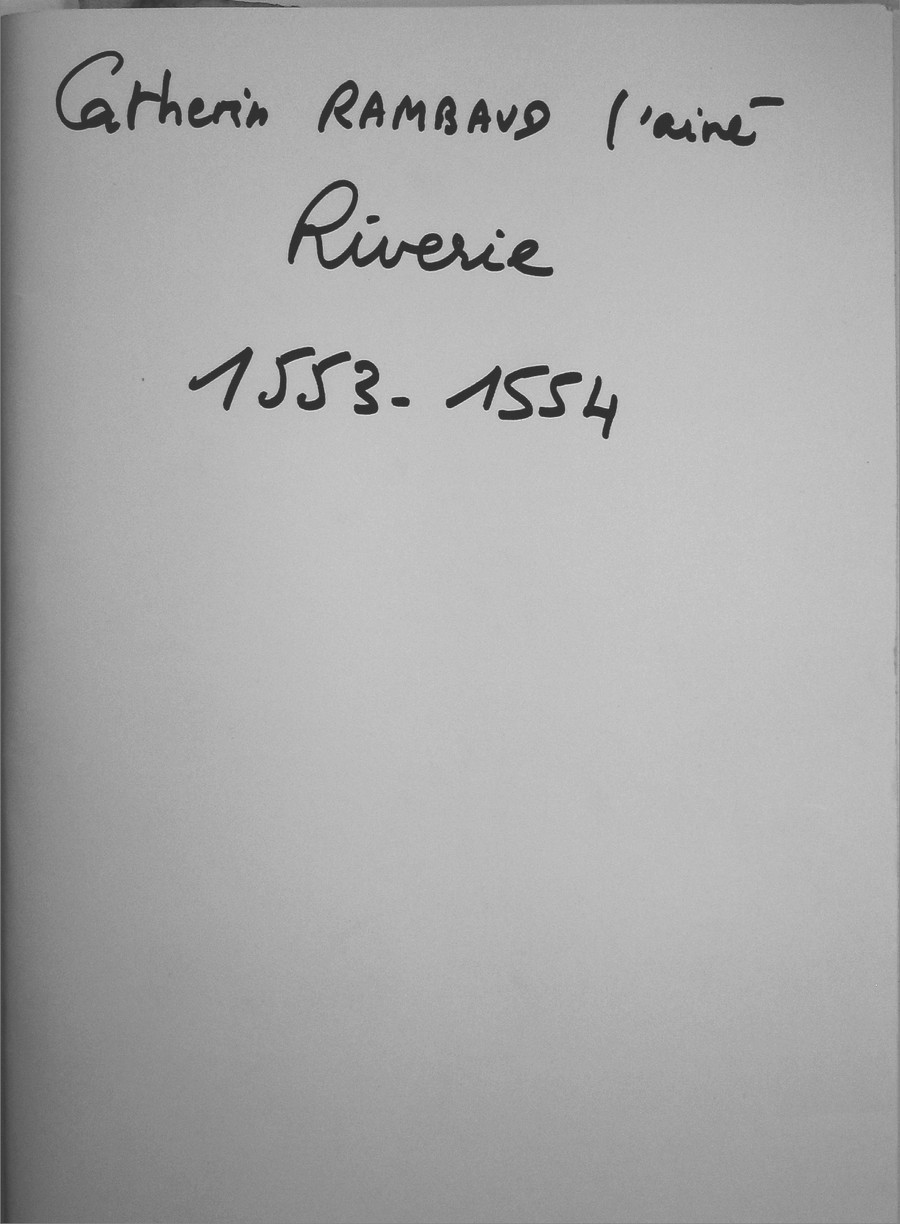 Catherin RAMBAUD l'ainé
Riverie
1553-1554